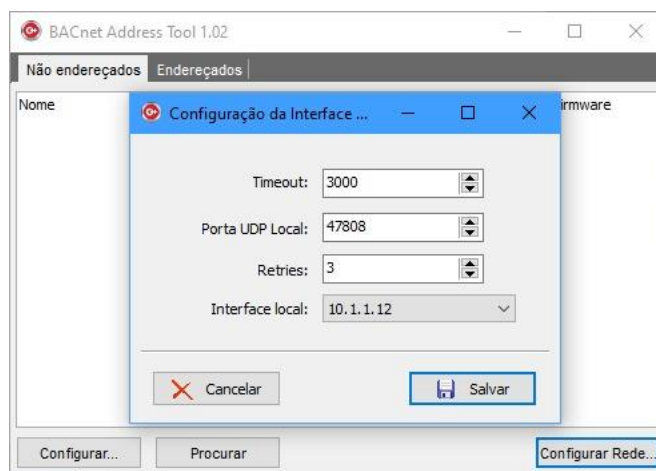 BACnet Address Tool 1.02
Não endereçados Endereçados
Nome
Configuração da Interface ...
Timeout: 3000
Porta UDP Local: 47808
Retries: 3
Interface local: 10.1.1.12
Cancelar Salvar
Configurar... Procurar Configurar Rede...